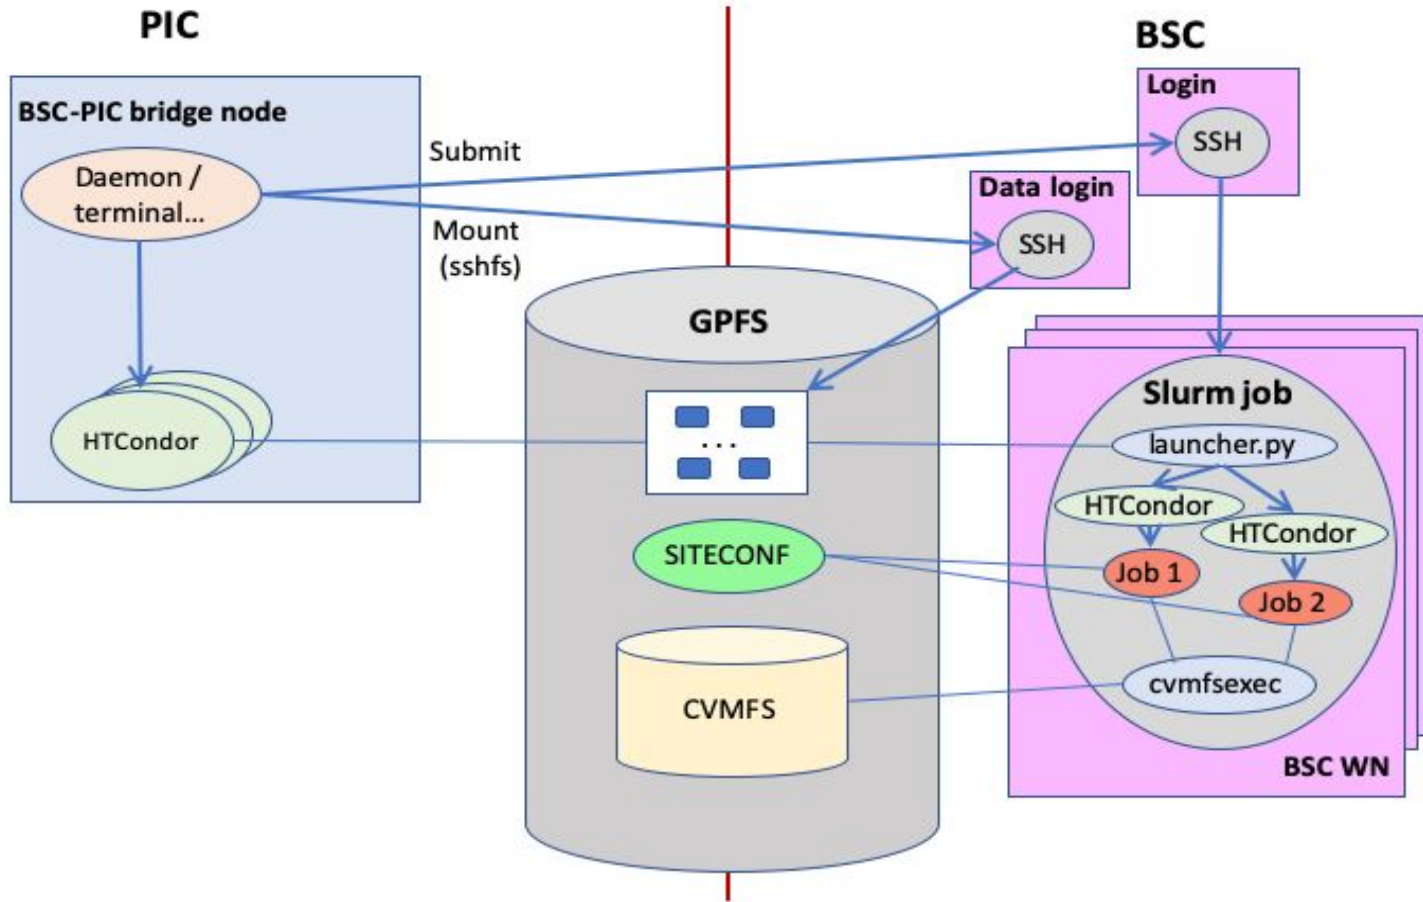 PIC
BSC
BSC-PIC bridge node
Daemon /
terminal...
Submit
Mount
(sshfs)
HTCondor
Login
SSH
Data login
SSH
GPFS
...
SITECONF
CVMFS
Slurm job
launcher.py
HTCondor
HTCondor
Job 1
Job 2
cvmfsexec
BSC WN